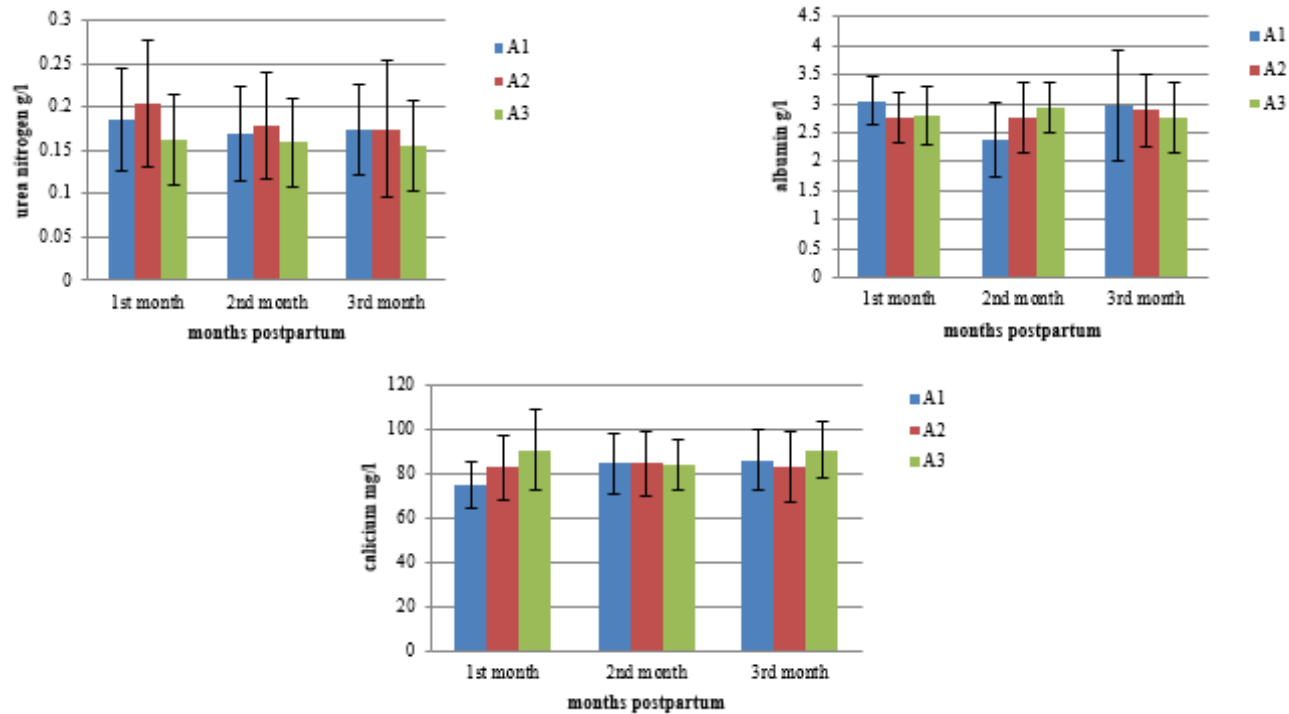 urea nitrogen g/l
0.3
0.25
0.2
0.15
0.1
0.05
0
1st month 2nd month 3rd month
months postpartum
A1
A2
A3
albumin g/l
4.5
4
3.5
3
2.5
2
1.5
1
0.5
0
1st month 2nd month 3rd month
months postpartum
A1
A2
A3
calicium mg/l
120
100
80
60
40
20
0
1st month 2nd month 3rd month
months postpartum
A1
A2
A3